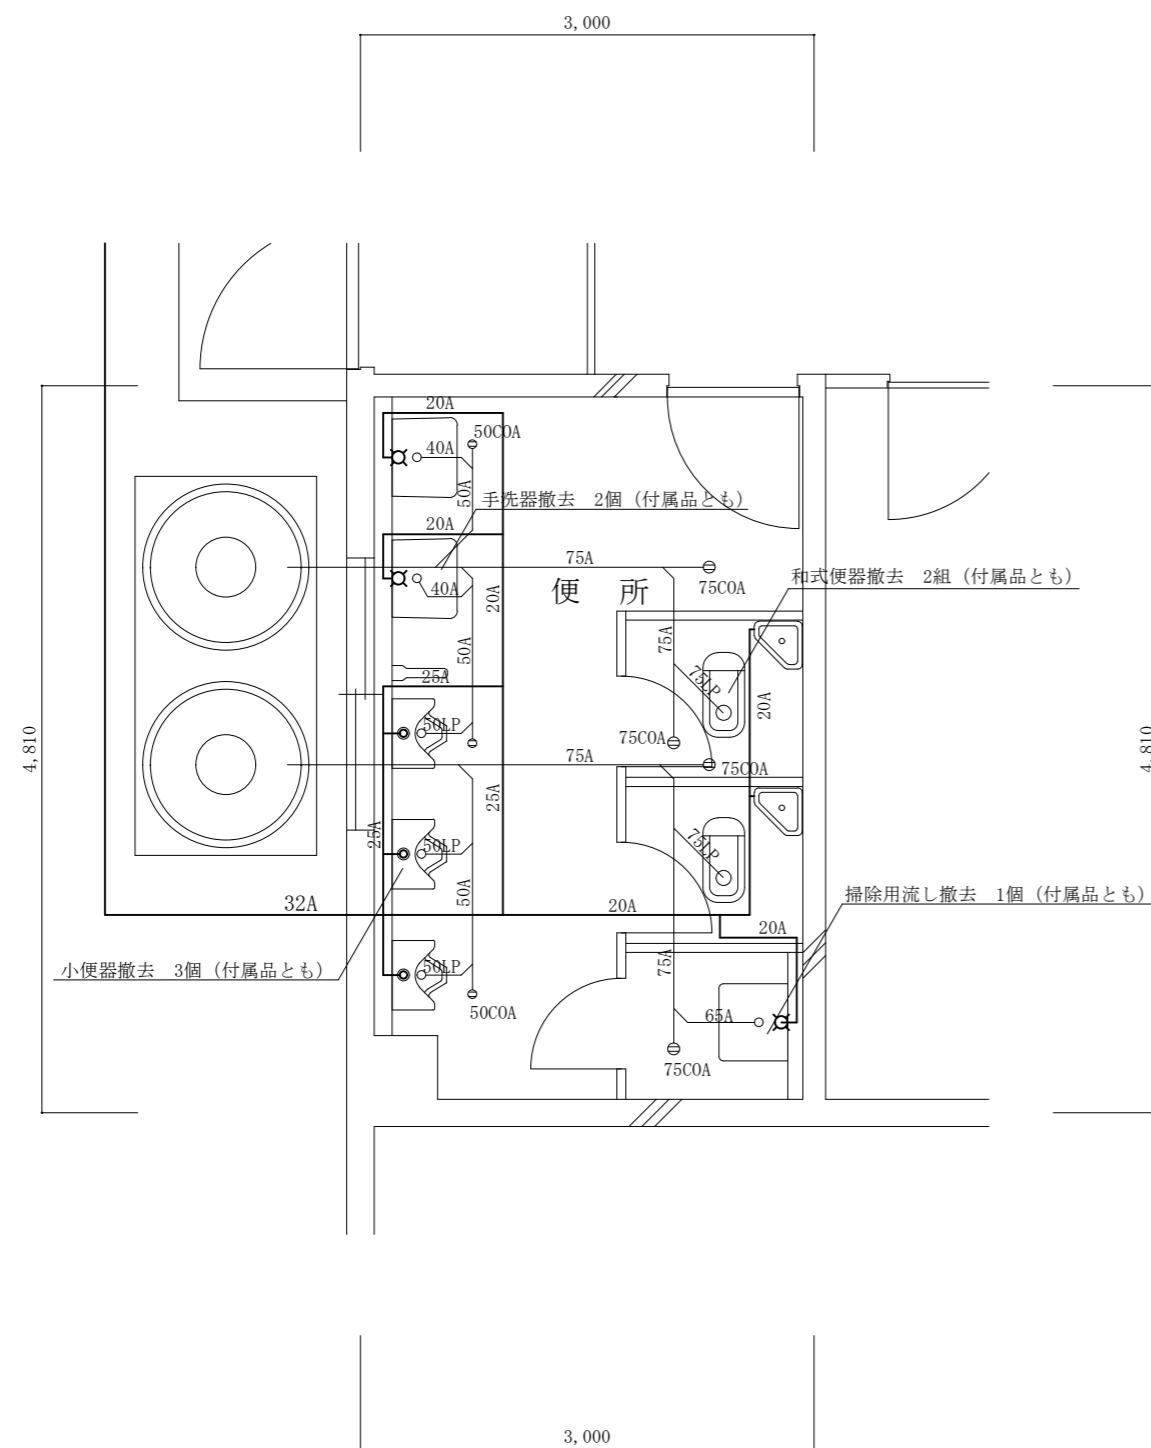 3,000
20A
50COA
40A
50A
手洗器撤去 2個（付属品とも）
20A
75A
75COA
和式便器撤去 2組（付属品とも）
便 所
40A
20A
50A
75A
75LP
25A
20A
50LP
75COA
4,810
4,810
75A
75COA
25A
25A
50LP
75LP
50A
掃除用流し撤去 1個（付属品とも）
32A
20A
20A
小便器撤去 3個（付属品とも）
50LP
75A
50COA
65A
75COA
3,000